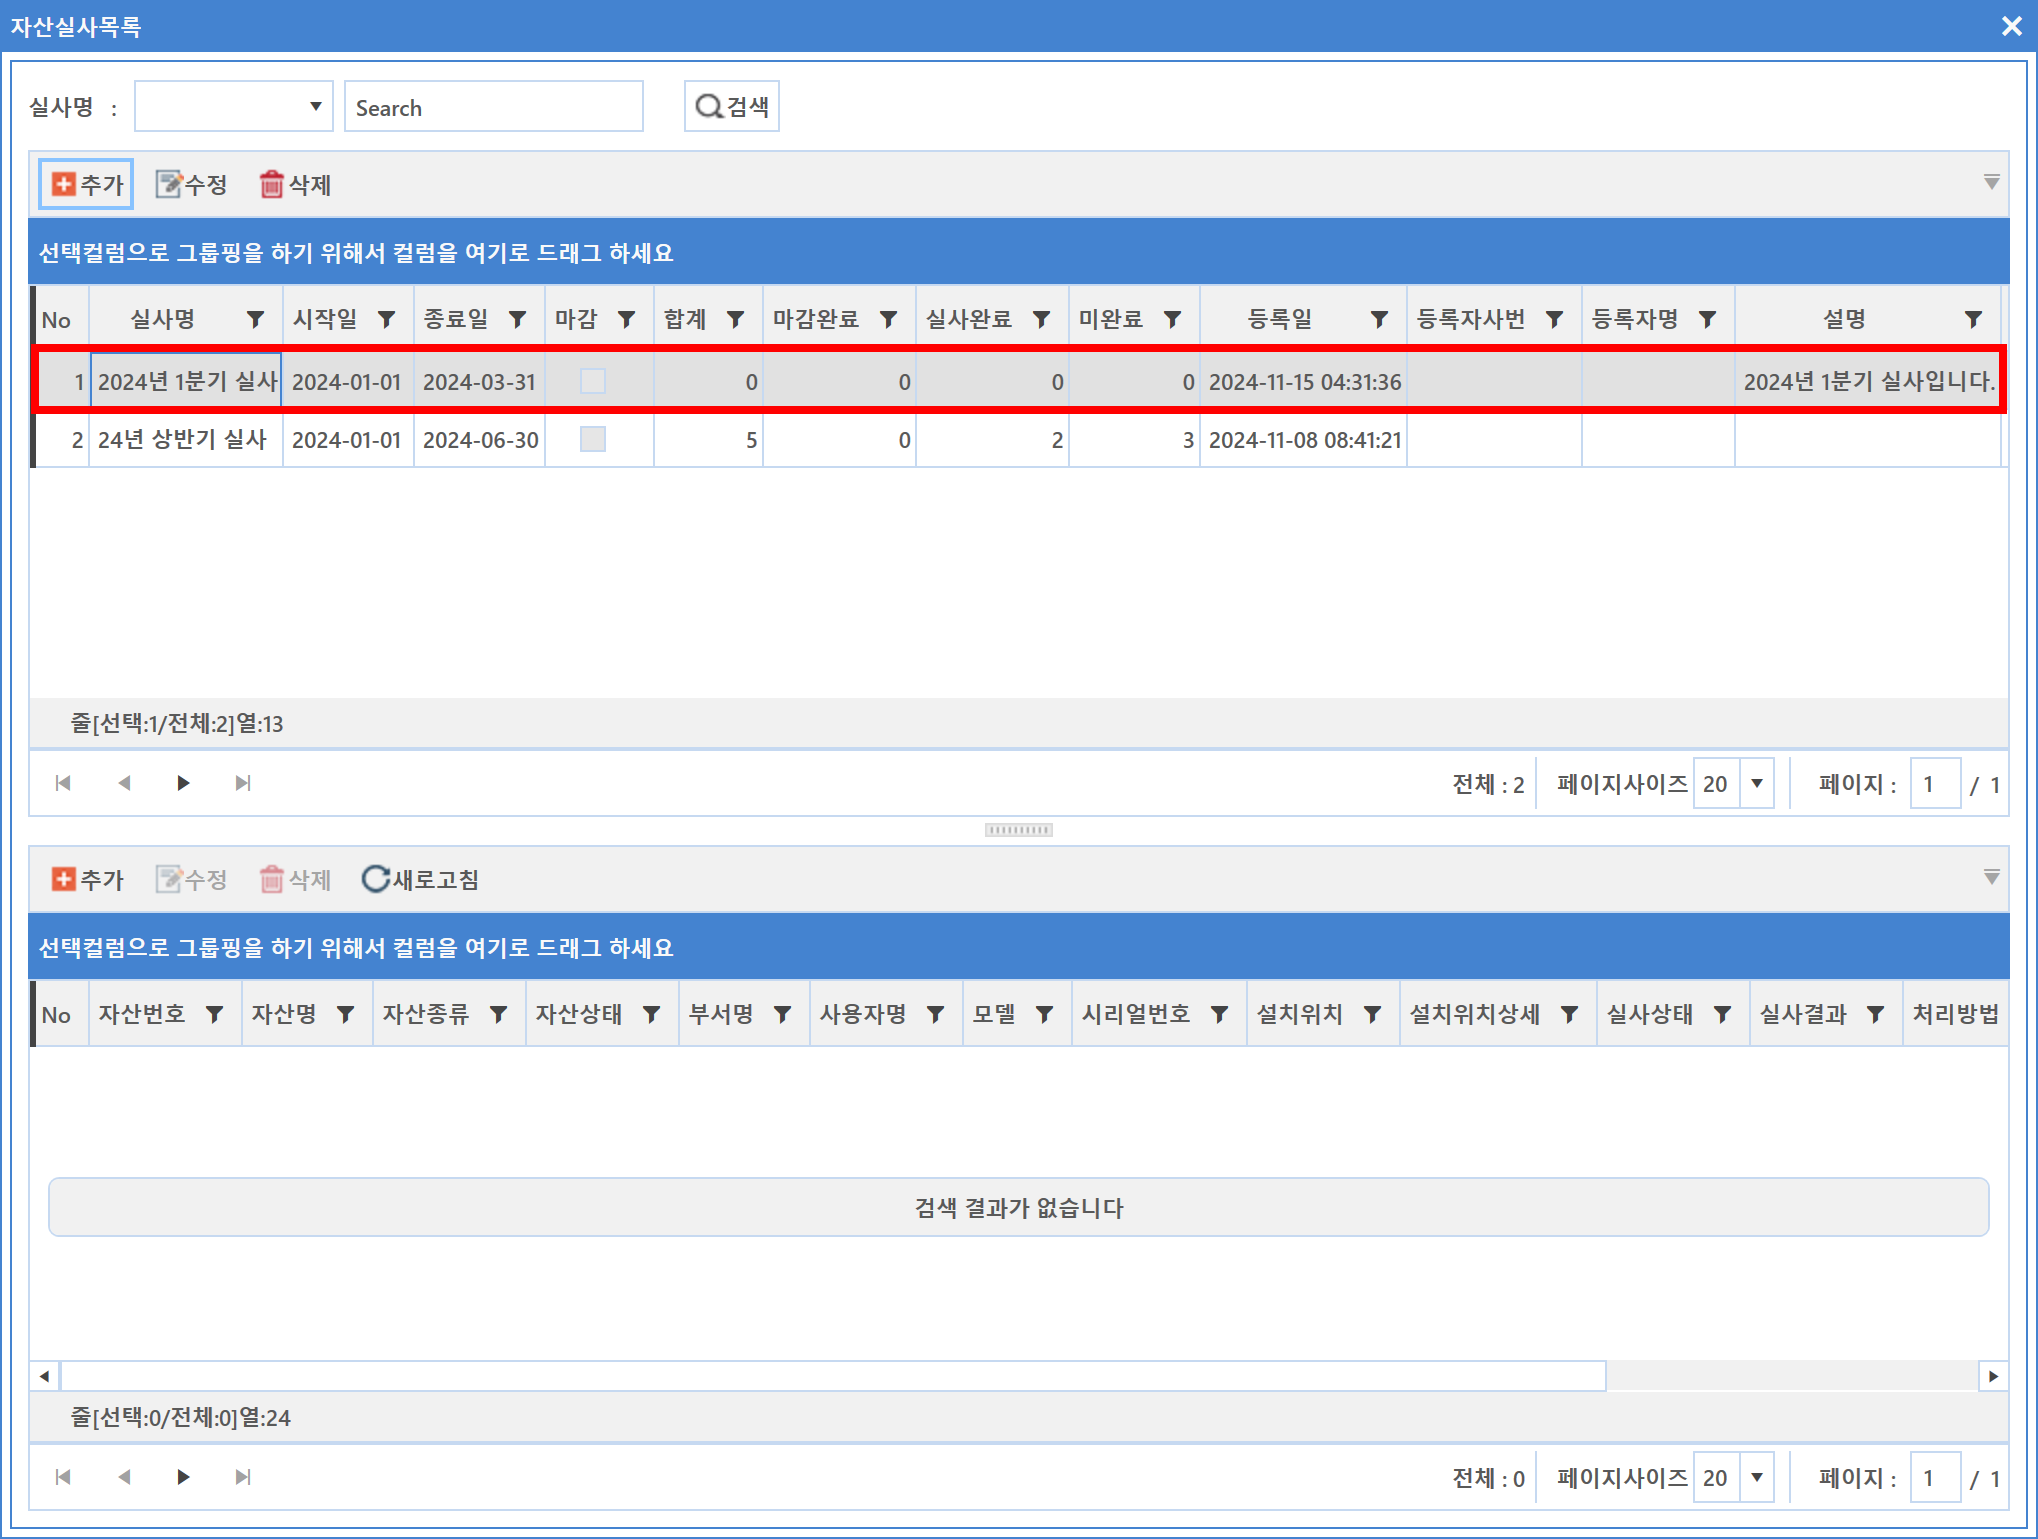 자산실사목록
실사명 : Search 검색
추가 수정 삭제
선택컬럼으로 그룹핑을 하기 위해서 컬럼을 여기로 드래그 하세요
No 실사명 시작일 종료일 마감 합계 마감완료 실사완료 미완료 등록일 등록자사번 등록자명 설명
1 2024년 1분기 실사 2024-01-01 2024-03-31 0 0 0 0 2024-11-15 04:31:36 2024년 1분기 실사입니다.
2 24년 상반기 실사 2024-01-01 2024-06-30 5 0 2 3 2024-11-08 08:41:21
줄[선택:1/전체:2]열:13
전체 : 2 페이지사이즈 20 페이지 : 1 / 1
추가 수정 삭제 새로고침
선택컬럼으로 그룹핑을 하기 위해서 컬럼을 여기로 드래그 하세요
No 자산번호 자산명 자산종류 자산상태 부서명 사용자명 모델 시리얼번호 설치위치 설치위치상세 실사상태 실사결과 처리방법
검색 결과가 없습니다
줄[선택:0/전체:0]열:24
전체 : 0 페이지사이즈 20 페이지 : 1 / 1